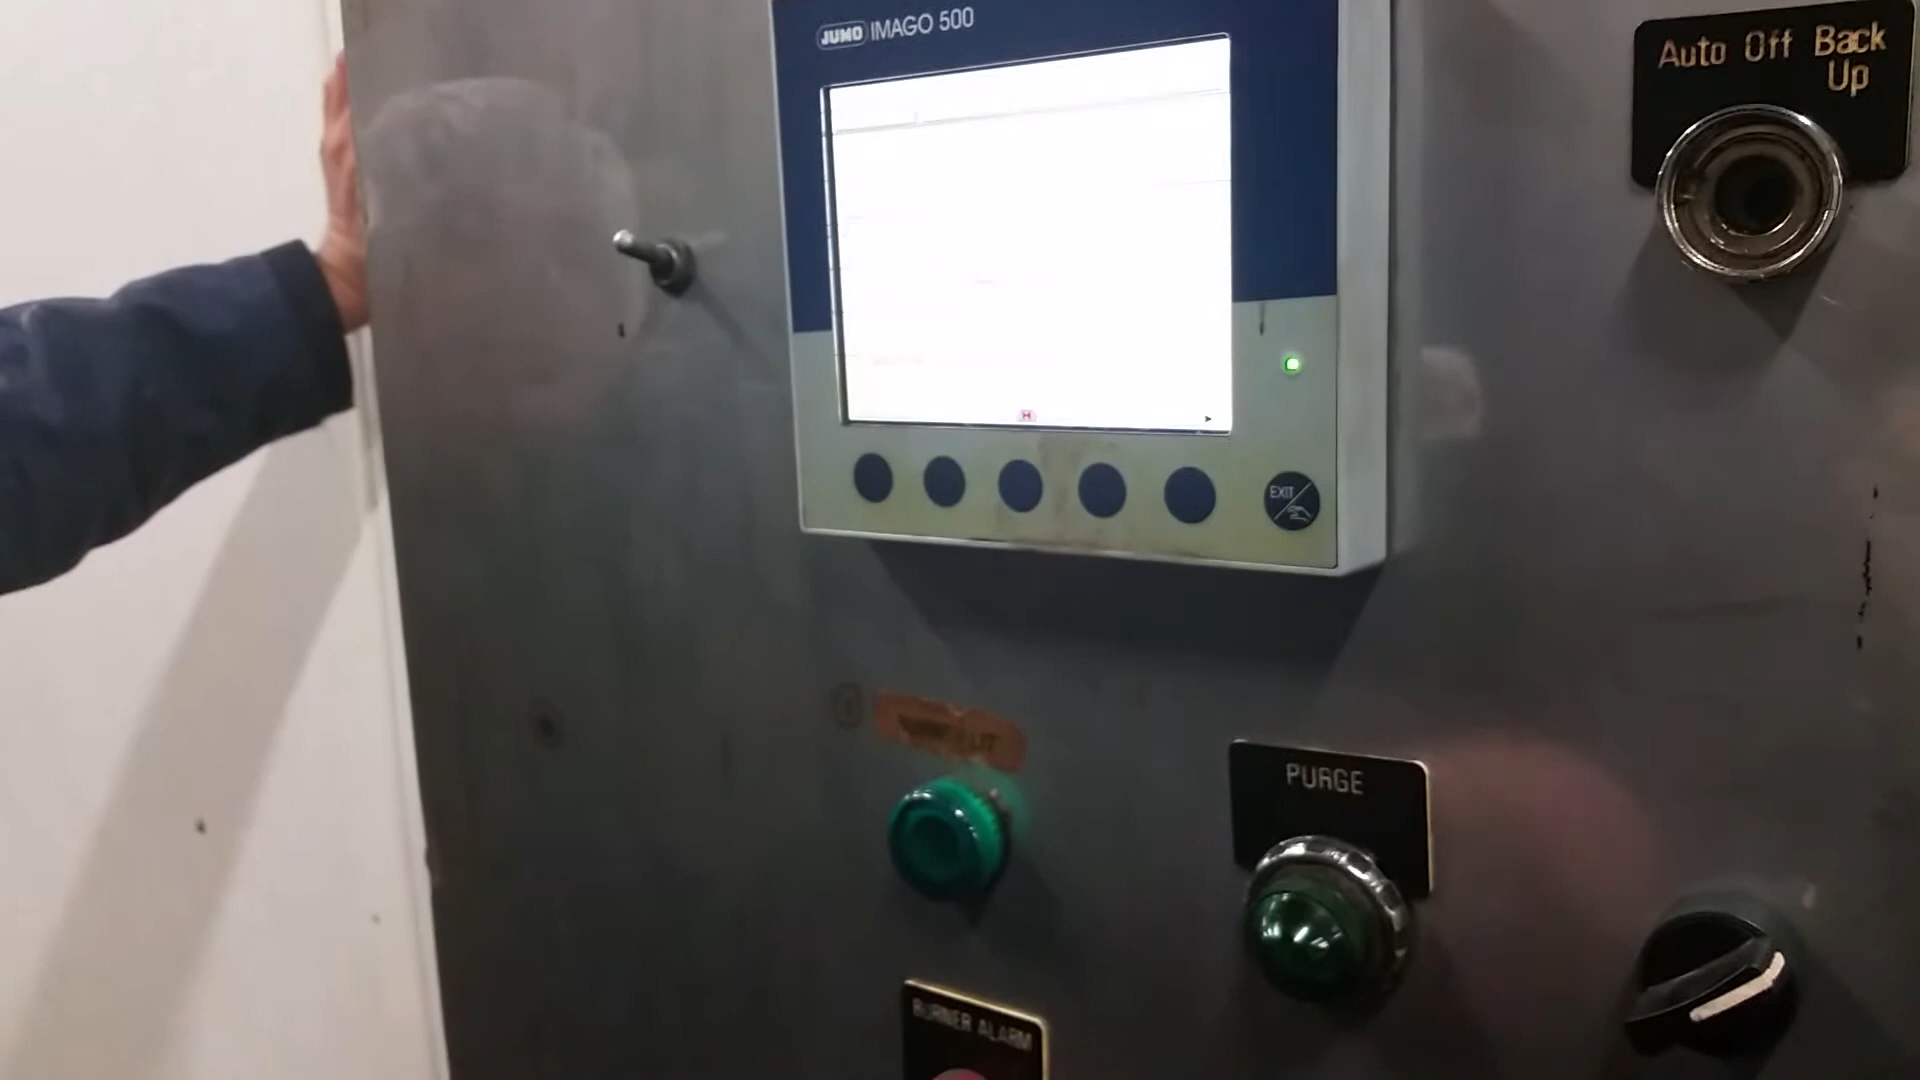 JUMO IMAGO 500
Auto Off Back
Up
EXIT
H
PURGE
BURNER ALARM